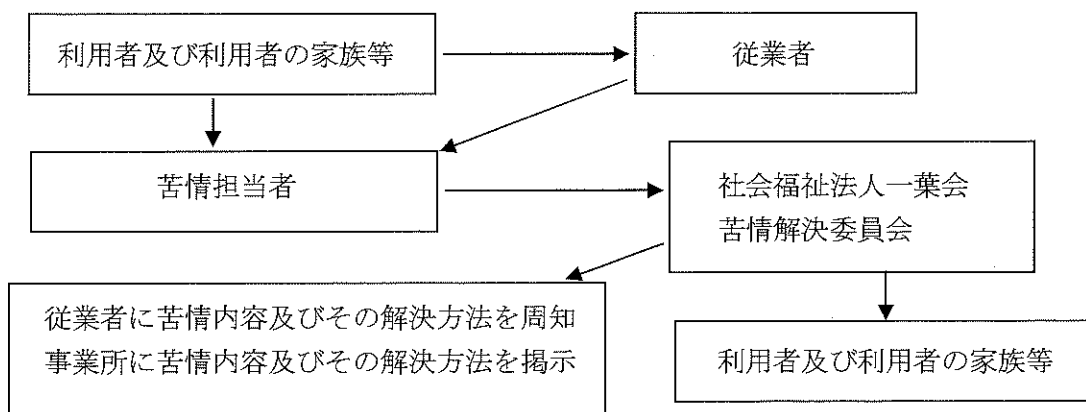 利用者及び利用者の家族等
従業者
苦情担当者
社会福祉法人一葉会
苦情解決委員会
従業者に苦情内容及びその解決方法を周知
事業所に苦情内容及びその解決方法を掲示
利用者及び利用者の家族等